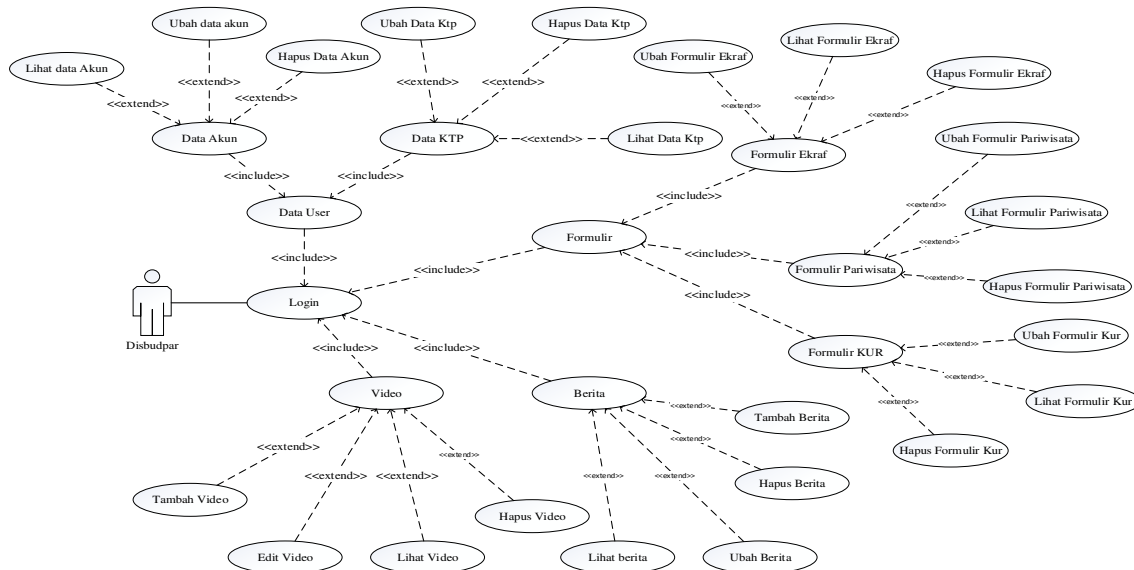 Ubah data akun
Ubah Data Ktp
Hapus Data Ktp
Lihat Formulir Ekraf
Lihat data Akun
Hapus Data Akun
Ubah Formulir Ekraf
Hapus Formulir Ekraf
<<extend>>
<<extend>>
<<extend>>
<<extend>>
<<extend>>
<<extend>>
<<extend>>
<<extend>>
Data Akun
Data KTP
<<extend>>
Lihat Data Ktp
Formulir Ekraf
Ubah Formulir Pariwisata
<<include>>
<<include>>
<<include>>
Data User
<<extend>>
Lihat Formulir Pariwisata
Formulir
<<extend>>
<<include>>
<<include>>
<<include>>
Formulir Pariwisata
<<extend>>
Hapus Formulir Pariwisata
<<include>>
Login
Disbudpar
Ubah Formulir Kur
<<include>>
<<include>>
Formulir KUR
<<extend>>
<<extend>>
Lihat Formulir Kur
Video
Berita
<<extend>>
Tambah Berita
<<extend>>
Hapus Formulir Kur
<<extend>>
<<extend>>
<<extend>>
<<extend>>
<<extend>>
<<extend>>
<<extend>>
Hapus Berita
Tambah Video
Hapus Video
Edit Video
Lihat Video
Lihat berita
Ubah Berita